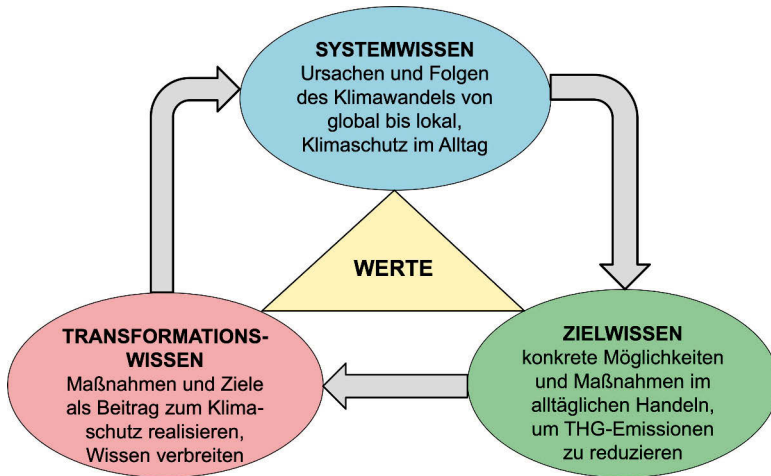 SYSTEMWISSEN
Ursachen und Folgen
des Klimawandels von
global bis lokal,
Klimaschutz im Alltag
WERTE
TRANSFORMATIONS-
WISSEN
Maßnahmen und Ziele
als Beitrag zum Klima-
schutz realisieren,
Wissen verbreiten
ZIELWISSEN
konkrete Möglichkeiten
und Maßnahmen im
alltäglichen Handeln,
um THG-Emissionen
zu reduzieren